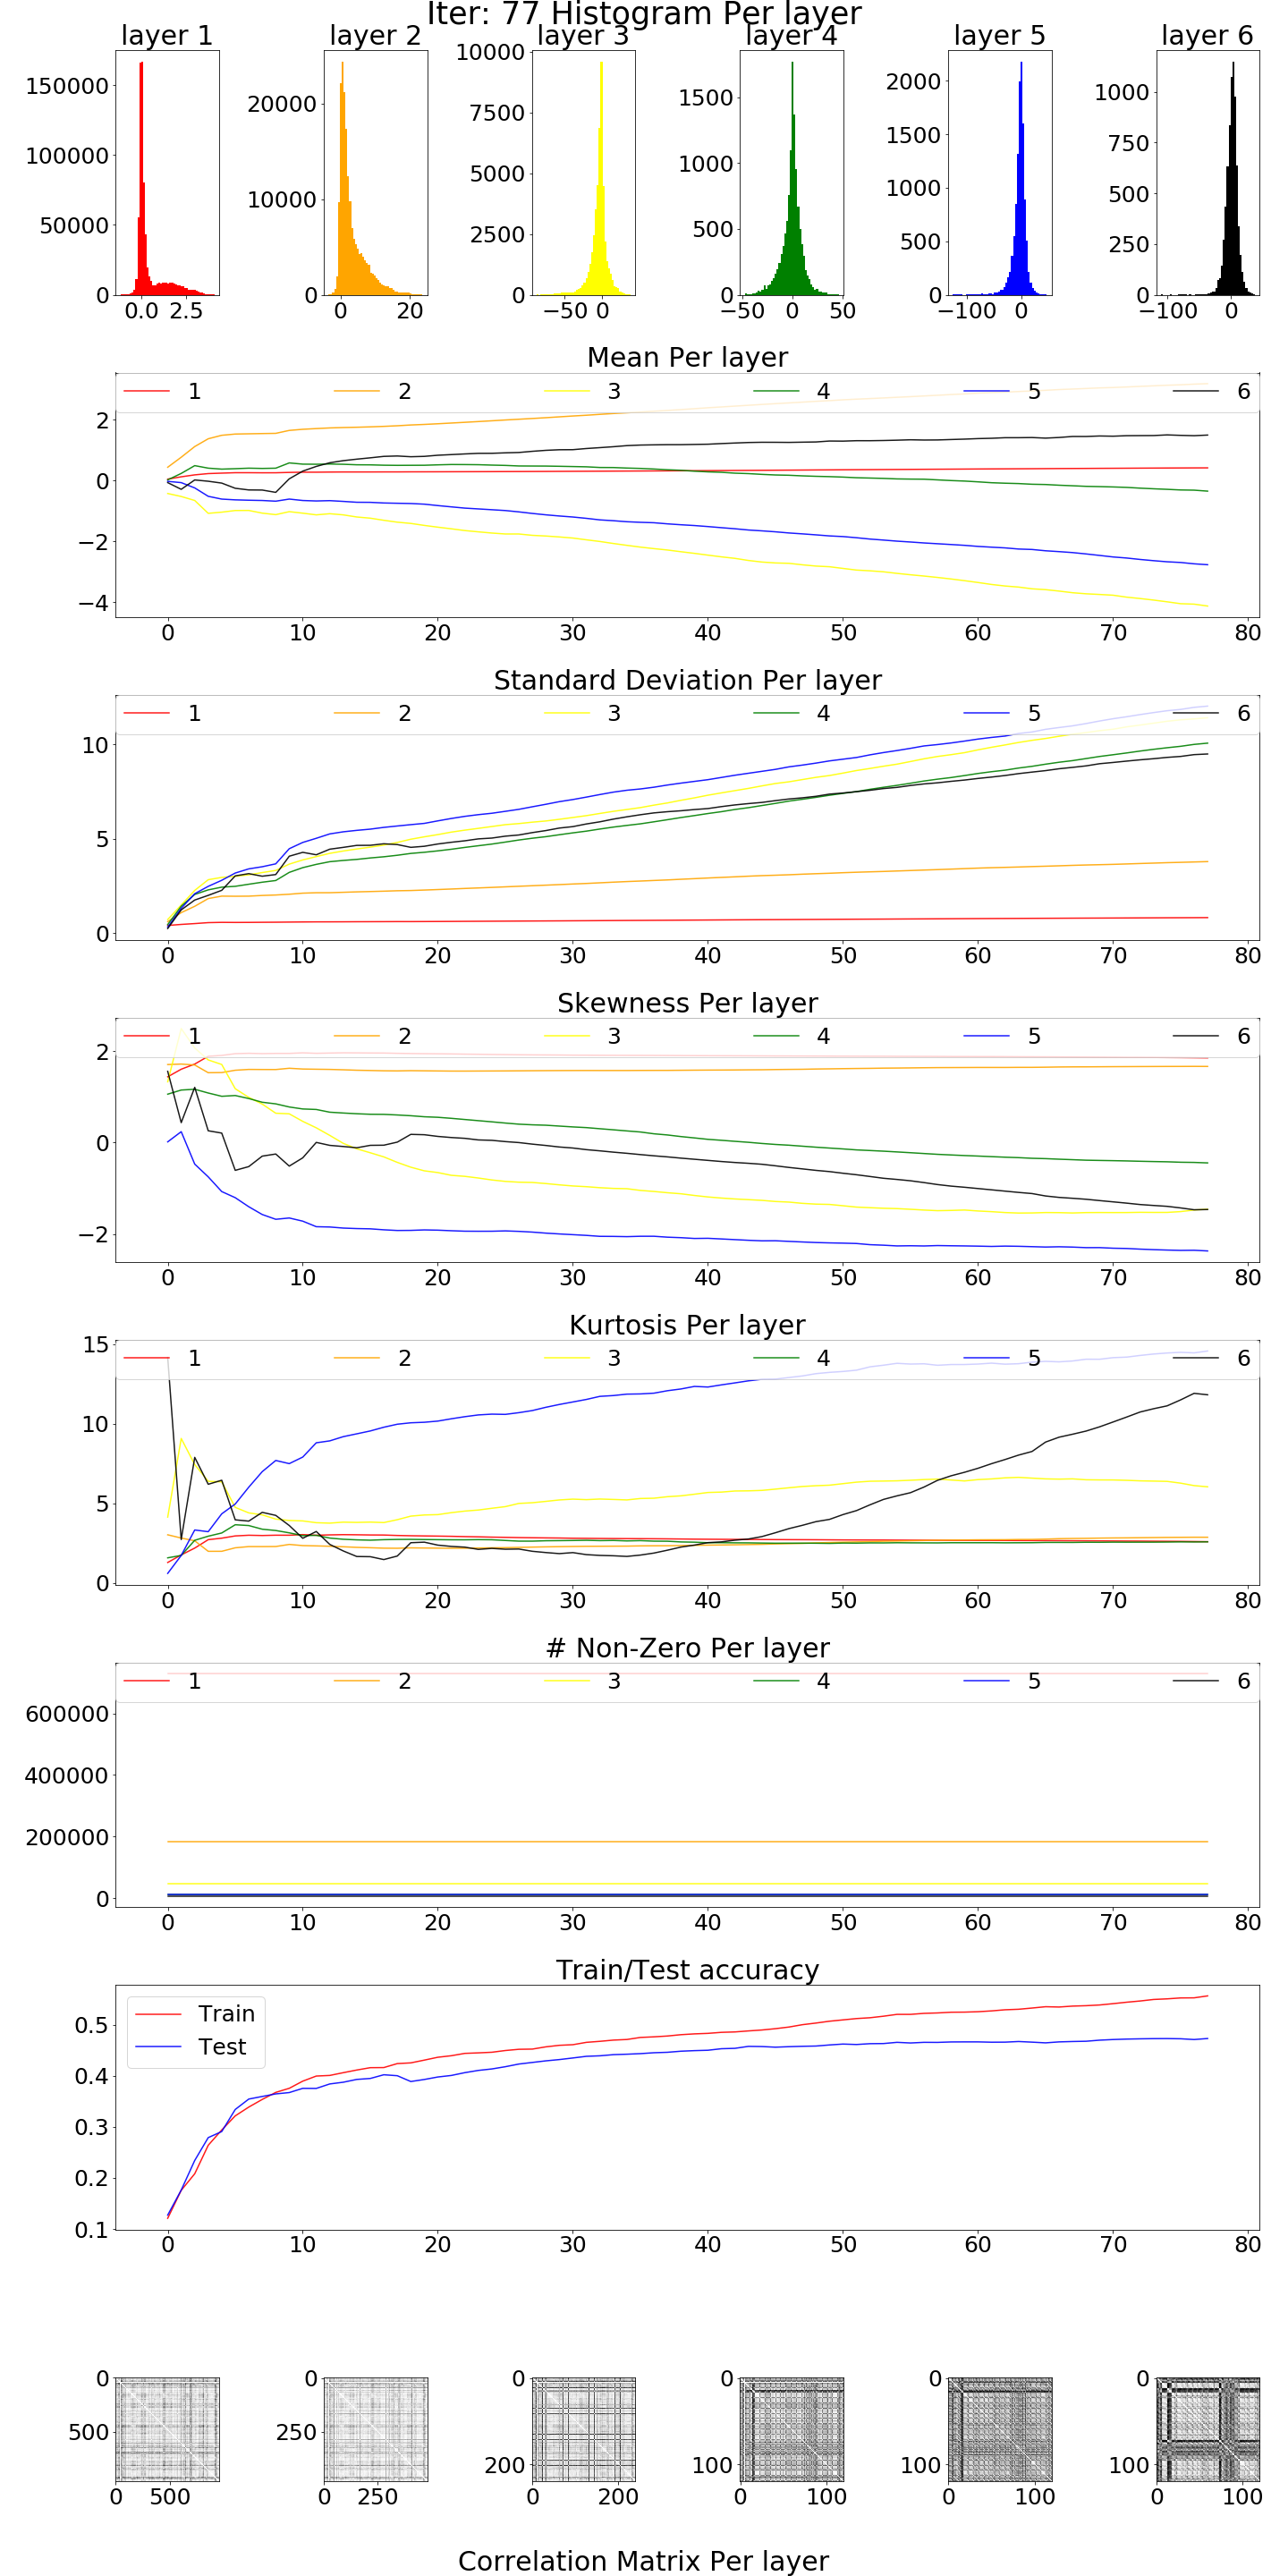 Iter: 77 Histogram Per layer
layer 1 layer 2 layer 3 layer 4 layer 5 layer 6
150000 100000 50000 0
0.0 2.5
20000 10000 0
0 20
10000 7500 5000 2500 0
−50 0
1500 1000 500 0
−50 0 50
2000 1500 1000 500 0
−100 0
1000 750 500 250 0
−100 0
Mean Per layer
1 2 3 4 5 6
2
0
−2
−4
0 10 20 30 40 50 60 70 80
Standard Deviation Per layer
1 2 3 4 5 6
10
5
0
0 10 20 30 40 50 60 70 80
Skewness Per layer
1 2 3 4 5 6
2
0
−2
0 10 20 30 40 50 60 70 80
Kurtosis Per layer
15
1 2 3 4 5 6
10
5
0
0 10 20 30 40 50 60 70 80
# Non-Zero Per layer
1 2 3 4 5 6
600000
400000
200000
0
0 10 20 30 40 50 60 70 80
Train/Test accuracy
Train
Test
0.5
0.4
0.3
0.2
0.1
0 10 20 30 40 50 60 70 80
0 500
0 500
0 250
0 250
0 200
0 200
0 100
0 100
0 100
0 100
0 100
0 100
Correlation Matrix Per layer